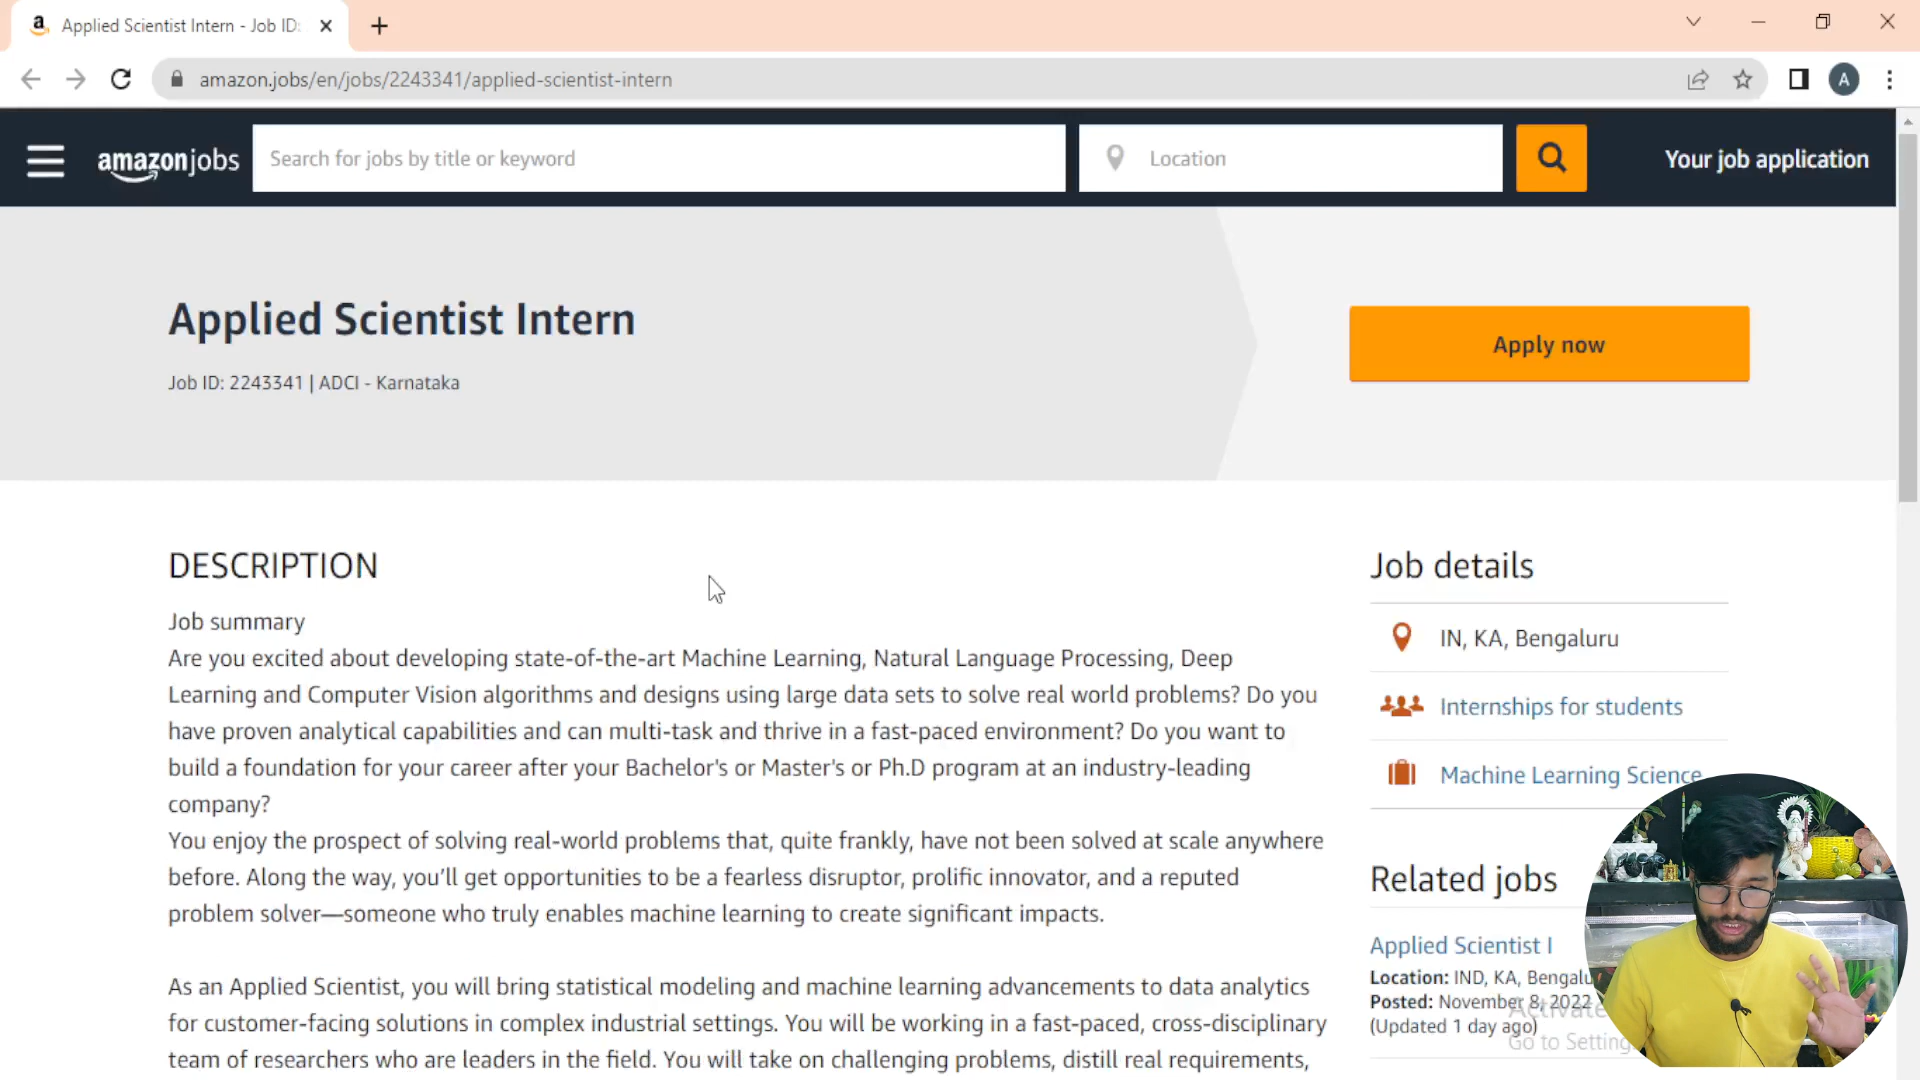 Applied Scientist Intern - Job ID:
amazon.jobs/en/jobs/2243341/applied-scientist-intern
A
amazonjobs
Search for jobs by title or keyword
Location
Your job application
Applied Scientist Intern
Job ID: 2243341 | ADCI - Karnataka
Apply now
DESCRIPTION
Job summary
Are you excited about developing state-of-the-art Machine Learning, Natural Language Processing, Deep
Learning and Computer Vision algorithms and designs using large data sets to solve real world problems? Do you
have proven analytical capabilities and can multi-task and thrive in a fast-paced environment? Do you want to
build a foundation for your career after your Bachelor's or Master's or Ph.D program at an industry-leading
company?
You enjoy the prospect of solving real-world problems that, quite frankly, have not been solved at scale anywhere
before. Along the way, you’ll get opportunities to be a fearless disruptor, prolific innovator, and a reputed
problem solver—someone who truly enables machine learning to create significant impacts.
As an Applied Scientist, you will bring statistical modeling and machine learning advancements to data analytics
for customer-facing solutions in complex industrial settings. You will be working in a fast-paced, cross-disciplinary
team of researchers who are leaders in the field. You will take on challenging problems, distill real requirements,
Job details
IN, KA, Bengaluru
Internships for students
Machine Learning Science
Related jobs
Applied Scientist I
Location: IND, KA, Bengalu
Posted: November 8, 2022
(Updated 1 day ago)
Activate
Go to Setting